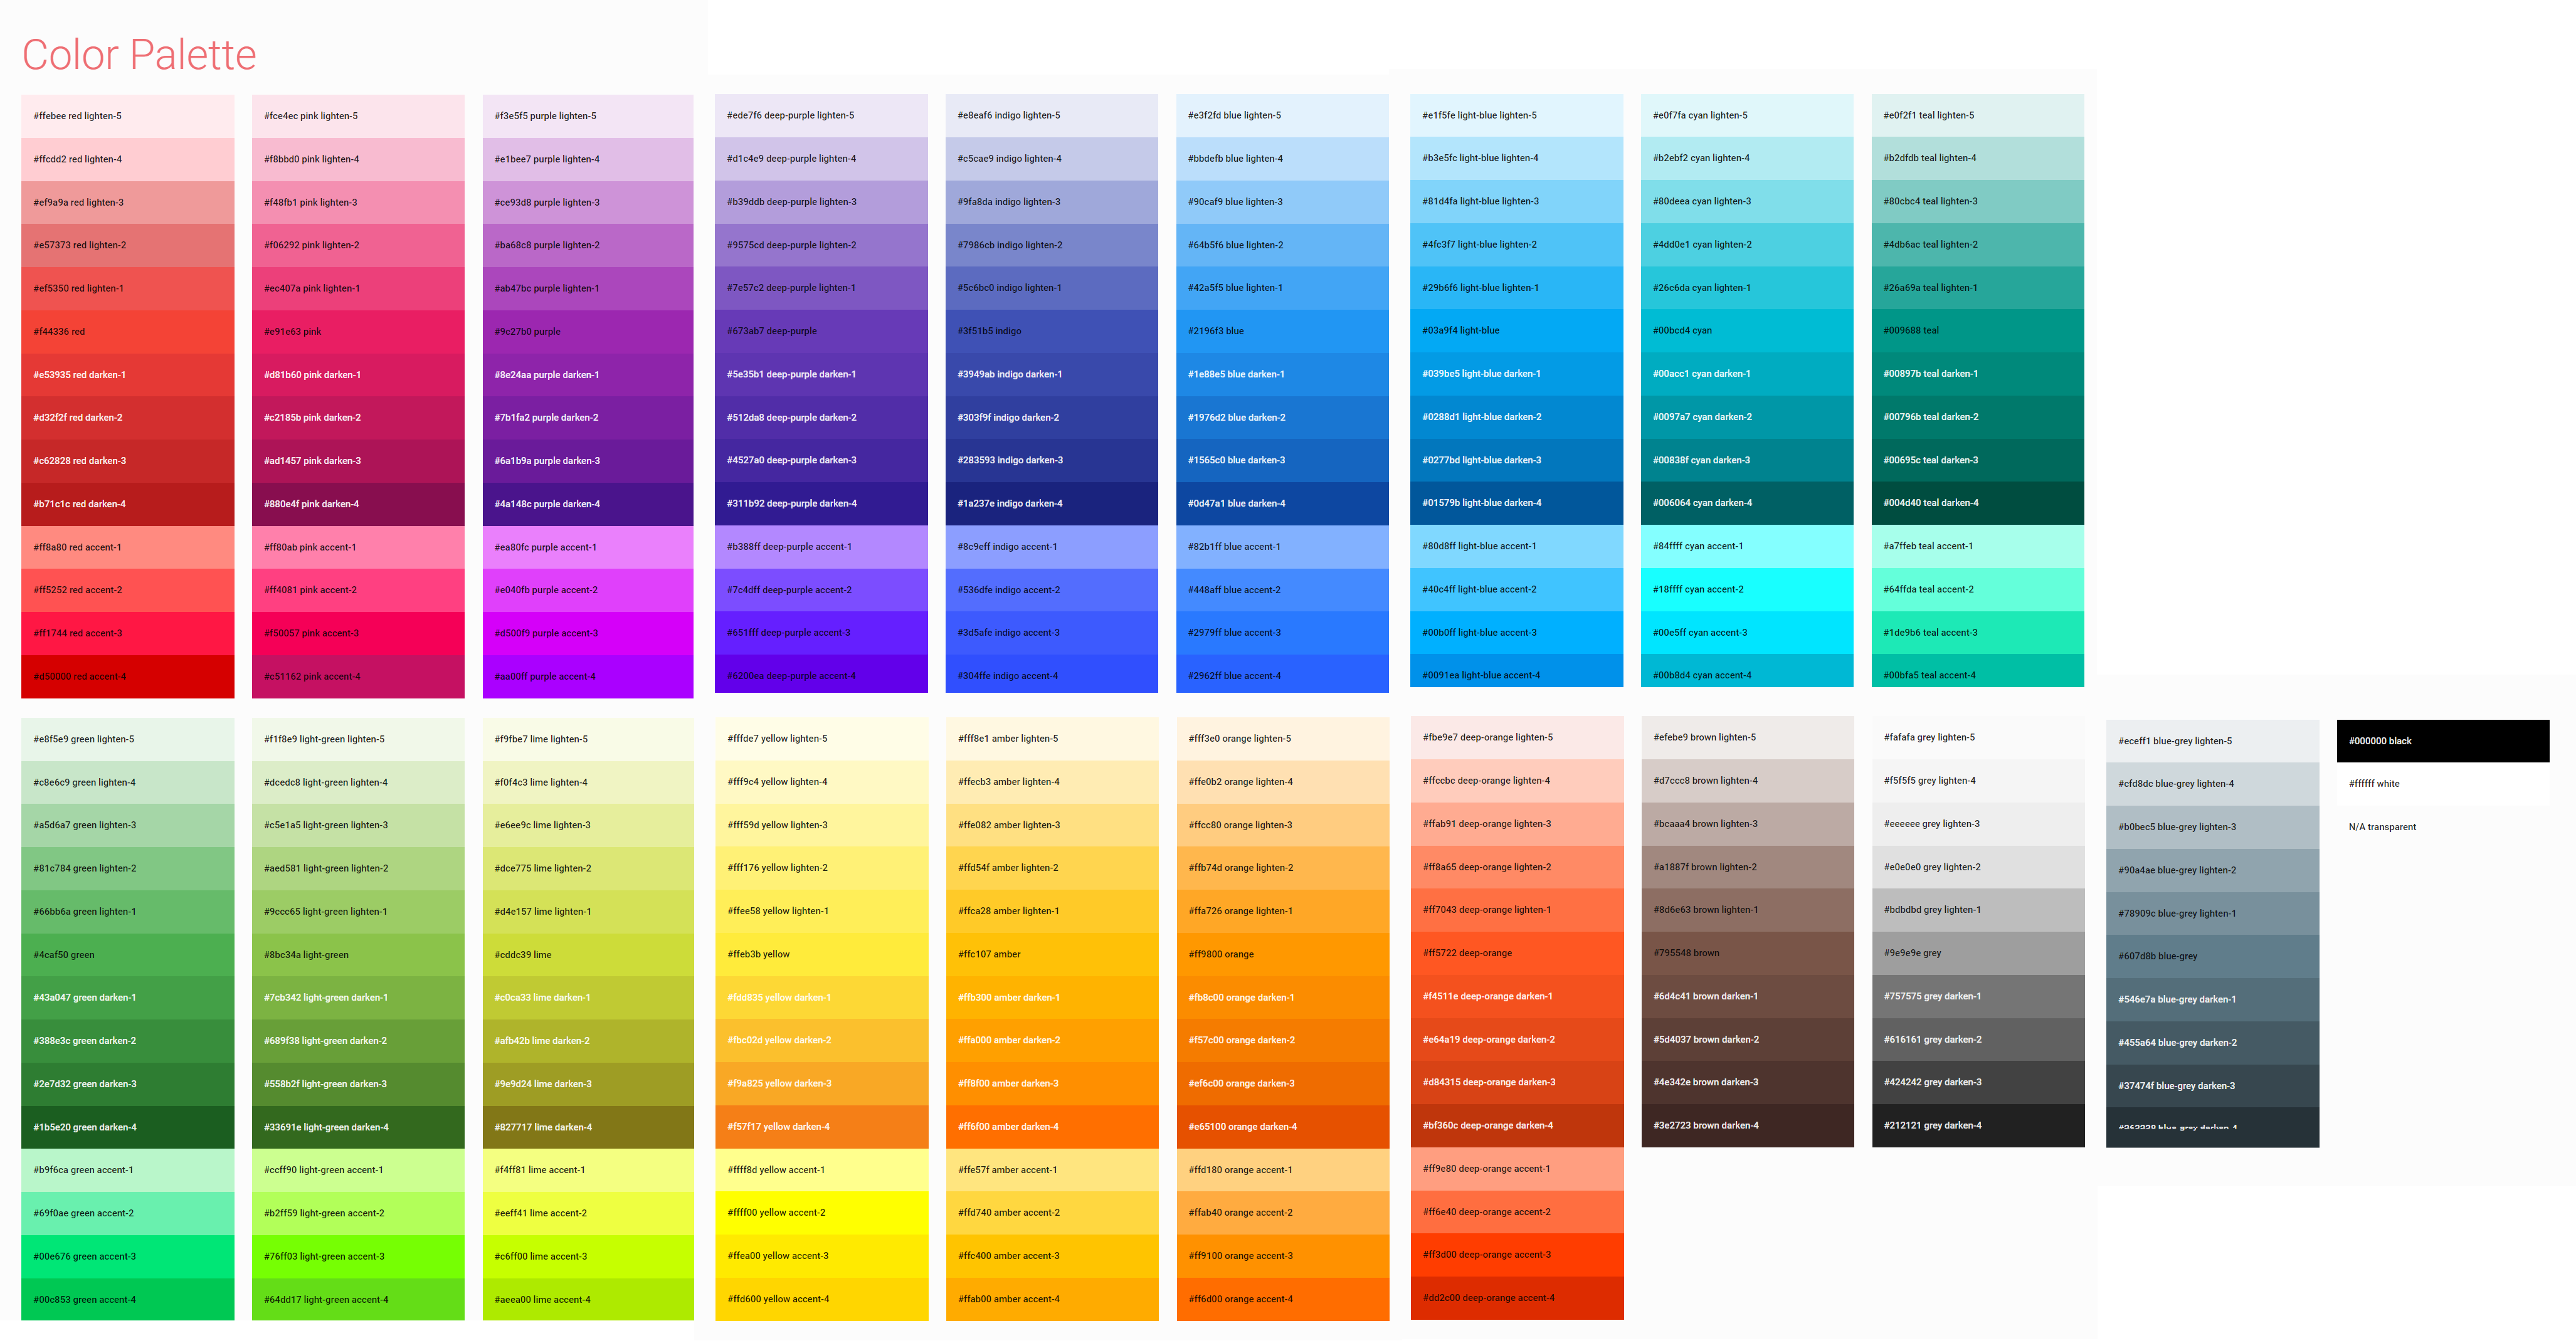 Color Palette
#ffebee red lighten-5
#ffcdd2 red lighten-4
#ef9a9a red lighten-3
#e57373 red lighten-2
#ef5350 red lighten-1
#f44336 red
#e53935 red darken-1
#d32f2f red darken-2
#c62828 red darken-3
#b71c1c red darken-4
#ff8a80 red accent-1
#ff5252 red accent-2
#ff1744 red accent-3
#d50000 red accent-4
#fce4ec pink lighten-5
#f8bbd0 pink lighten-4
#f48fb1 pink lighten-3
#f06292 pink lighten-2
#ec407a pink lighten-1
#e91e63 pink
#d81b60 pink darken-1
#c2185b pink darken-2
#ad1457 pink darken-3
#880e4f pink darken-4
#ff80ab pink accent-1
#ff4081 pink accent-2
#f50057 pink accent-3
#c51162 pink accent-4
#f3e5f5 purple lighten-5
#e1bee7 purple lighten-4
#ce93d8 purple lighten-3
#ba68c8 purple lighten-2
#ab47bc purple lighten-1
#9c27b0 purple
#8e24aa purple darken-1
#7b1fa2 purple darken-2
#6a1b9a purple darken-3
#4a148c purple darken-4
#ea80fc purple accent-1
#e040fb purple accent-2
#d500f9 purple accent-3
#aa00ff purple accent-4
#ede7f6 deep-purple lighten-5
#d1c4e9 deep-purple lighten-4
#b39ddb deep-purple lighten-3
#9575cd deep-purple lighten-2
#7e57c2 deep-purple lighten-1
#673ab7 deep-purple
#5e35b1 deep-purple darken-1
#512da8 deep-purple darken-2
#4527a0 deep-purple darken-3
#311b92 deep-purple darken-4
#b388ff deep-purple accent-1
#7c4dff deep-purple accent-2
#651fff deep-purple accent-3
#6200ea deep-purple accent-4
#e8eaf6 indigo lighten-5
#c5cae9 indigo lighten-4
#9fa8da indigo lighten-3
#7986cb indigo lighten-2
#5c6bc0 indigo lighten-1
#3f51b5 indigo
#3949ab indigo darken-1
#303f9f indigo darken-2
#283593 indigo darken-3
#1a237e indigo darken-4
#8c9eff indigo accent-1
#536dfe indigo accent-2
#3d5afe indigo accent-3
#304ffe indigo accent-4
#e3f2fd blue lighten-5
#bbdefb blue lighten-4
#90caf9 blue lighten-3
#64b5f6 blue lighten-2
#42a5f5 blue lighten-1
#2196f3 blue
#1e88e5 blue darken-1
#1976d2 blue darken-2
#1565c0 blue darken-3
#0d47a1 blue darken-4
#82b1ff blue accent-1
#448aff blue accent-2
#2979ff blue accent-3
#2962ff blue accent-4
#e1f5fe light-blue lighten-5
#b3e5fc light-blue lighten-4
#81d4fa light-blue lighten-3
#4fc3f7 light-blue lighten-2
#29b6f6 light-blue lighten-1
#03a9f4 light-blue
#039be5 light-blue darken-1
#0288d1 light-blue darken-2
#0277bd light-blue darken-3
#01579b light-blue darken-4
#80d8ff light-blue accent-1
#40c4ff light-blue accent-2
#00b0ff light-blue accent-3
#0091ea light-blue accent-4
#e0f7fa cyan lighten-5
#b2ebf2 cyan lighten-4
#80deea cyan lighten-3
#4dd0e1 cyan lighten-2
#26c6da cyan lighten-1
#00bcd4 cyan
#00acc1 cyan darken-1
#0097a7 cyan darken-2
#00838f cyan darken-3
#006064 cyan darken-4
#84ffff cyan accent-1
#18ffff cyan accent-2
#00e5ff cyan accent-3
#00b8d4 cyan accent-4
#e0f2f1 teal lighten-5
#b2dfdb teal lighten-4
#80cbc4 teal lighten-3
#4db6ac teal lighten-2
#26a69a teal lighten-1
#009688 teal
#00897b teal darken-1
#00796b teal darken-2
#00695c teal darken-3
#004d40 teal darken-4
#a7ffeb teal accent-1
#64ffda teal accent-2
#1de9b6 teal accent-3
#00bfa5 teal accent-4
#e8f5e9 green lighten-5
#c8e6c9 green lighten-4
#a5d6a7 green lighten-3
#81c784 green lighten-2
#66bb6a green lighten-1
#4caf50 green
#43a047 green darken-1
#388e3c green darken-2
#2e7d32 green darken-3
#1b5e20 green darken-4
#b9f6ca green accent-1
#69f0ae green accent-2
#00e676 green accent-3
#00c853 green accent-4
#f1f8e9 light-green lighten-5
#dcedc8 light-green lighten-4
#c5e1a5 light-green lighten-3
#aed581 light-green lighten-2
#9ccc65 light-green lighten-1
#8bc34a light-green
#7cb342 light-green darken-1
#689f38 light-green darken-2
#558b2f light-green darken-3
#33691e light-green darken-4
#ccff90 light-green accent-1
#b2ff59 light-green accent-2
#76ff03 light-green accent-3
#64dd17 light-green accent-4
#f9fbe7 lime lighten-5
#f0f4c3 lime lighten-4
#e6ee9c lime lighten-3
#dce775 lime lighten-2
#d4e157 lime lighten-1
#cddc39 lime
#c0ca33 lime darken-1
#afb42b lime darken-2
#9e9d24 lime darken-3
#827717 lime darken-4
#f4ff81 lime accent-1
#eeff41 lime accent-2
#c6ff00 lime accent-3
#aeea00 lime accent-4
#fffde7 yellow lighten-5
#fff9c4 yellow lighten-4
#fff59d yellow lighten-3
#fff176 yellow lighten-2
#ffee58 yellow lighten-1
#ffeb3b yellow
#fdd835 yellow darken-1
#fbc02d yellow darken-2
#f9a825 yellow darken-3
#f57f17 yellow darken-4
#ffff8d yellow accent-1
#ffff00 yellow accent-2
#ffea00 yellow accent-3
#ffd600 yellow accent-4
#fff8e1 amber lighten-5
#ffecb3 amber lighten-4
#ffe082 amber lighten-3
#ffd54f amber lighten-2
#ffca28 amber lighten-1
#ffc107 amber
#ffb300 amber darken-1
#ffa000 amber darken-2
#ff8f00 amber darken-3
#ff6f00 amber darken-4
#ffe57f amber accent-1
#ffd740 amber accent-2
#ffc400 amber accent-3
#ffab00 amber accent-4
#fff3e0 orange lighten-5
#ffe0b2 orange lighten-4
#ffcc80 orange lighten-3
#ffb74d orange lighten-2
#ffa726 orange lighten-1
#ff9800 orange
#fb8c00 orange darken-1
#f57c00 orange darken-2
#ef6c00 orange darken-3
#e65100 orange darken-4
#ffd180 orange accent-1
#ffab40 orange accent-2
#ff9100 orange accent-3
#ff6d00 orange accent-4
#fbe9e7 deep-orange lighten-5
#ffccbc deep-orange lighten-4
#ffab91 deep-orange lighten-3
#ff8a65 deep-orange lighten-2
#ff7043 deep-orange lighten-1
#ff5722 deep-orange
#f4511e deep-orange darken-1
#e64a19 deep-orange darken-2
#d84315 deep-orange darken-3
#bf360c deep-orange darken-4
#ff9e80 deep-orange accent-1
#ff6e40 deep-orange accent-2
#ff3d00 deep-orange accent-3
#dd2c00 deep-orange accent-4
#efebe9 brown lighten-5
#d7ccc8 brown lighten-4
#bcaaa4 brown lighten-3
#a1887f brown lighten-2
#8d6e63 brown lighten-1
#795548 brown
#6d4c41 brown darken-1
#5d4037 brown darken-2
#4e342e brown darken-3
#3e2723 brown darken-4
#fafafa grey lighten-5
#f5f5f5 grey lighten-4
#eeeeee grey lighten-3
#e0e0e0 grey lighten-2
#bdbdbd grey lighten-1
#9e9e9e grey
#757575 grey darken-1
#616161 grey darken-2
#424242 grey darken-3
#212121 grey darken-4
#eceff1 blue-grey lighten-5
#cfd8dc blue-grey lighten-4
#b0bec5 blue-grey lighten-3
#90a4ae blue-grey lighten-2
#78909c blue-grey lighten-1
#607d8b blue-grey
#546e7a blue-grey darken-1
#455a64 blue-grey darken-2
#37474f blue-grey darken-3
blue-grey darken-4
#000000 black
#ffffff white
N/A transparent